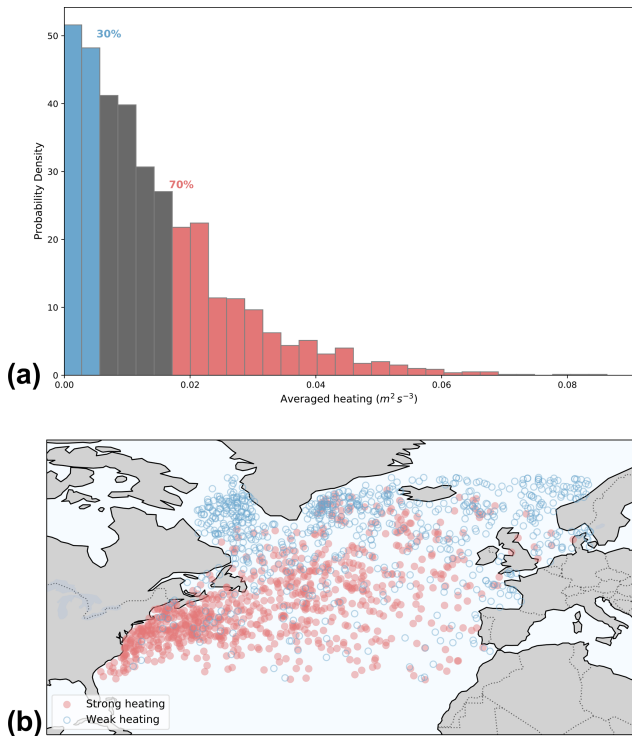 50
30%
40
Probability Density
30
70%
20
10
0
(a)
0.00 0.02 0.04 0.06 0.08
Averaged heating (m² s⁻³)
Strong heating
Weak heating
(b)